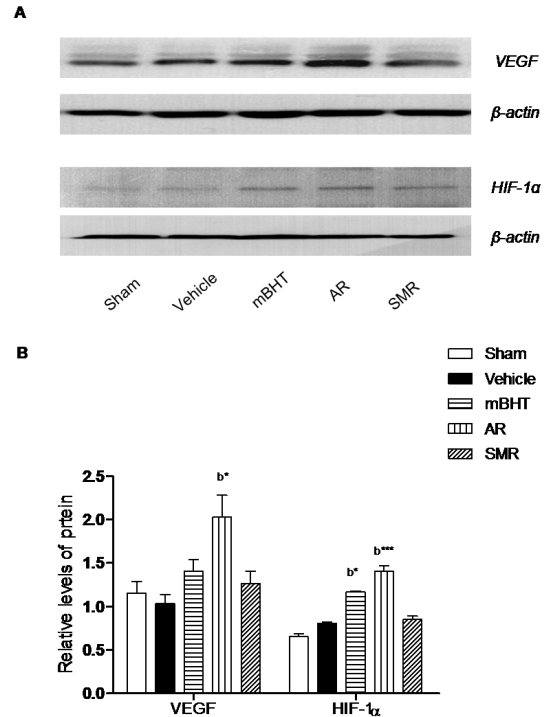 A
VEGF
β-actin
HIF-1α
β-actin
Sham
Vehicle
mBHT
AR
SMR
B
Sham
Vehicle
mBHT
AR
SMR
2.5
2.0
1.5
1.0
0.5
0.0
Relative levels of prtein
b*
b*
b***
VEGF
HIF-1α